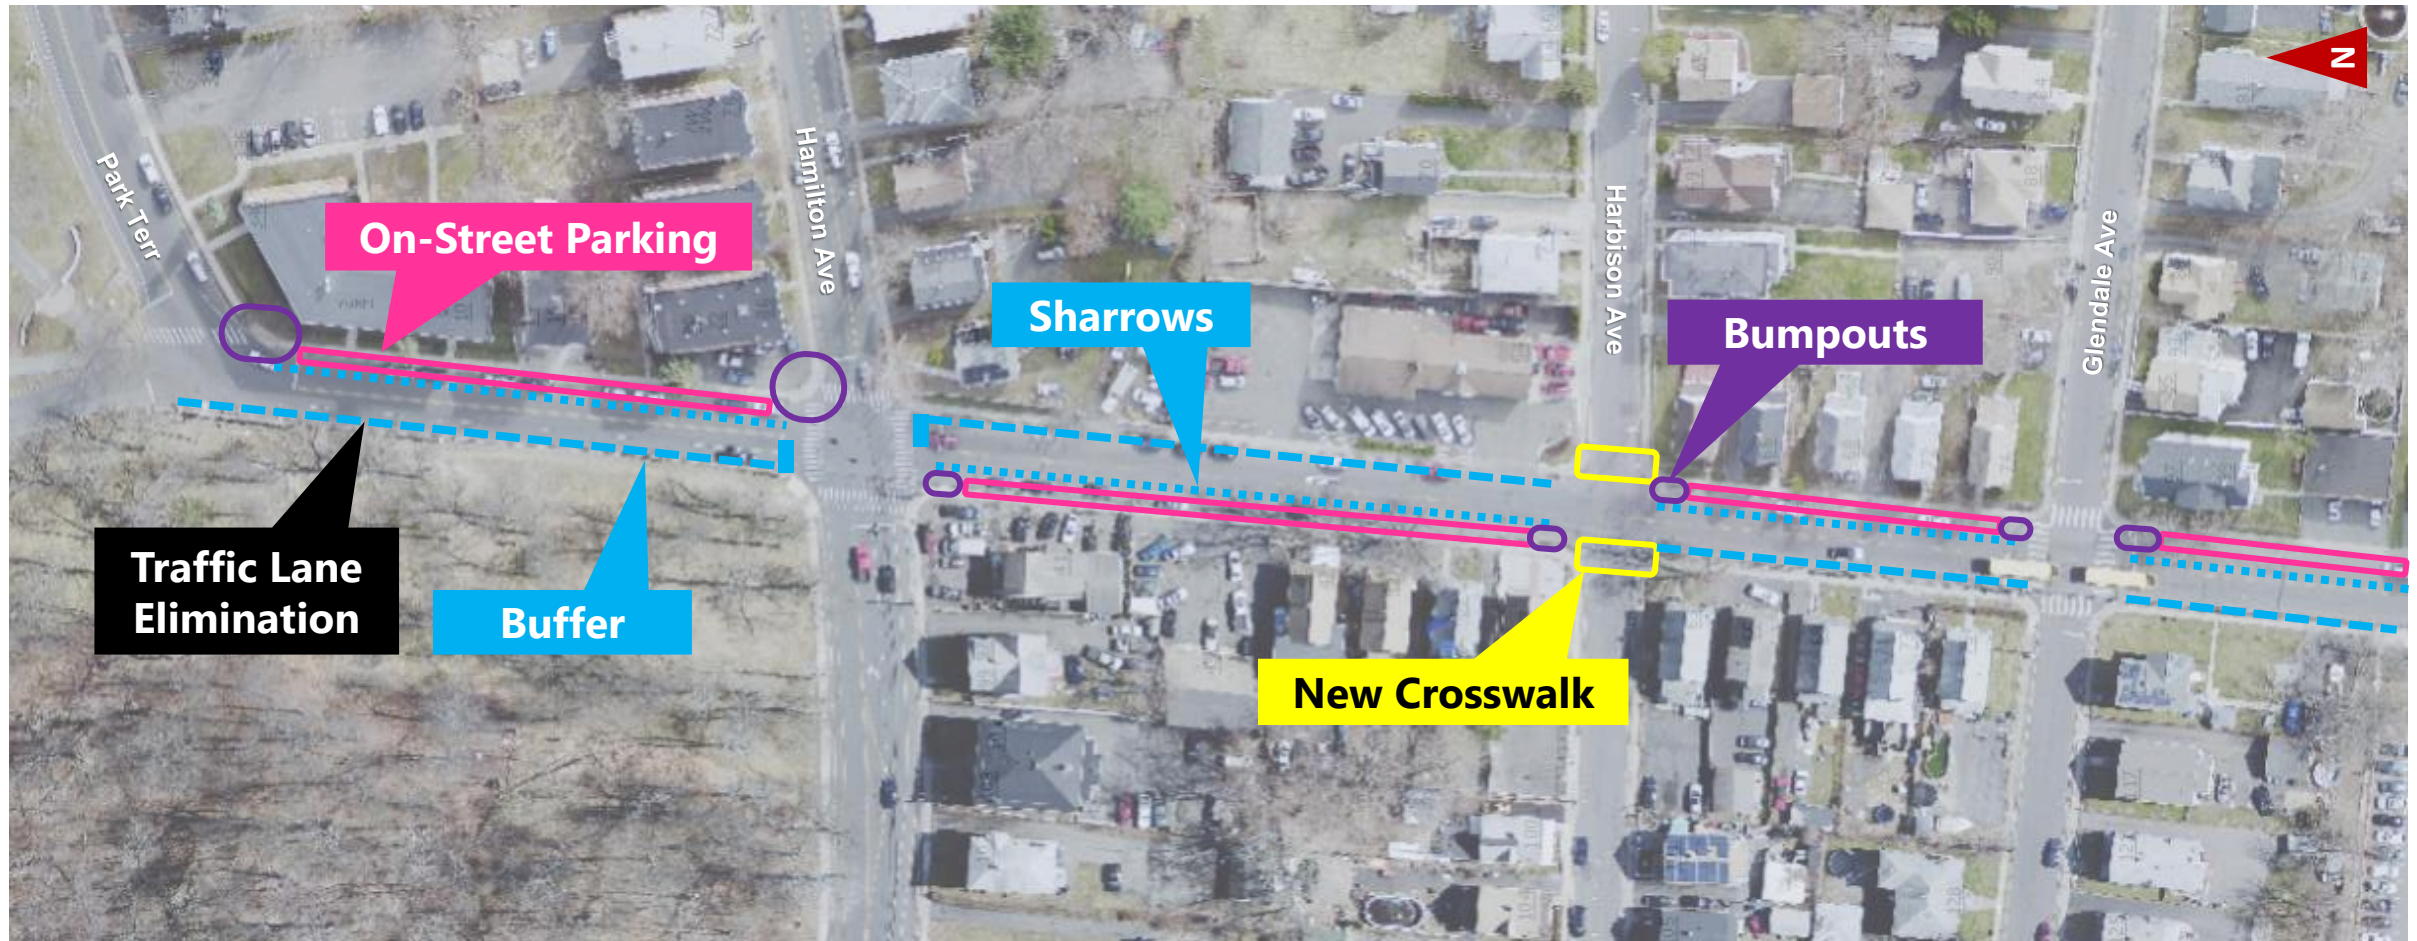 N
Park Terr
Hamilton Ave
Harbison Ave
Glendale Ave
On-Street Parking
Sharrows
Bumpouts
Traffic Lane
Elimination
Buffer
New Crosswalk
5